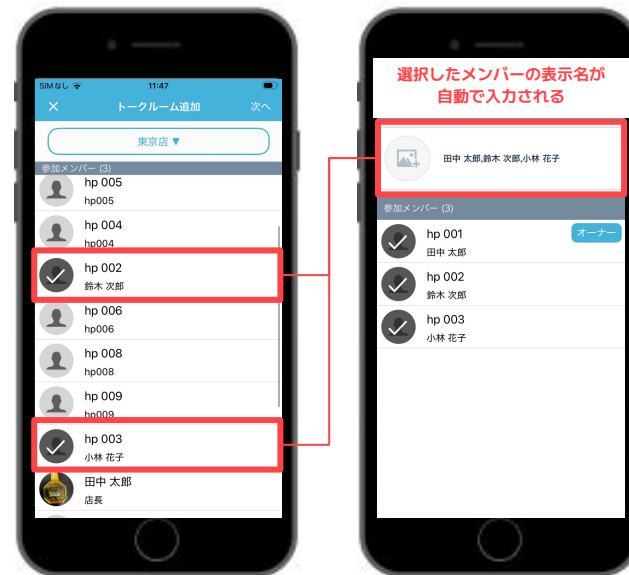 SIMなし
11:47
トークルーム追加
次へ
東京店 ▼
参加メンバー (3)
hp 005
hp005
hp 004
hp004
hp 002
鈴木 次郎
hp 006
hp006
hp 008
hp008
hp 009
hp009
hp 003
小林 花子
田中 太郎
店長
選択したメンバーの表示名が
自動で入力される
田中 太郎,鈴木 次郎,小林 花子
参加メンバー (3)
hp 001
オーナー
田中 太郎
hp 002
鈴木 次郎
hp 003
小林 花子